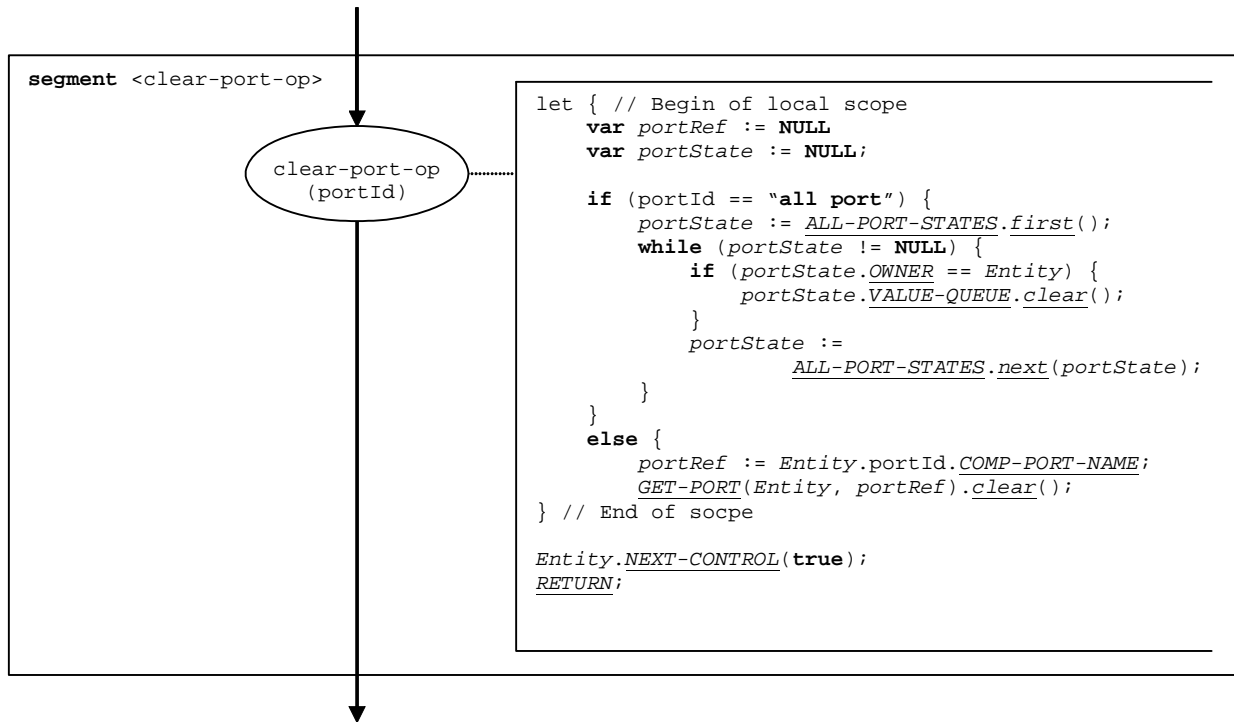 segment <clear-port-op>
clear-port-op
(portId)
let { // Begin of local scope
var portRef := NULL
var portState := NULL;
if (portId == “all port”) {
portState := ALL-PORT-STATES.first();
while (portState != NULL) {
if (portState.OWNER == Entity) {
portState.VALUE-QUEUE.clear();
}
portState :=
ALL-PORT-STATES.next(portState);
}
}
else {
portRef := Entity.portId.COMP-PORT-NAME;
GET-PORT(Entity, portRef).clear();
} // End of socpe
Entity.NEXT-CONTROL(true);
RETURN;